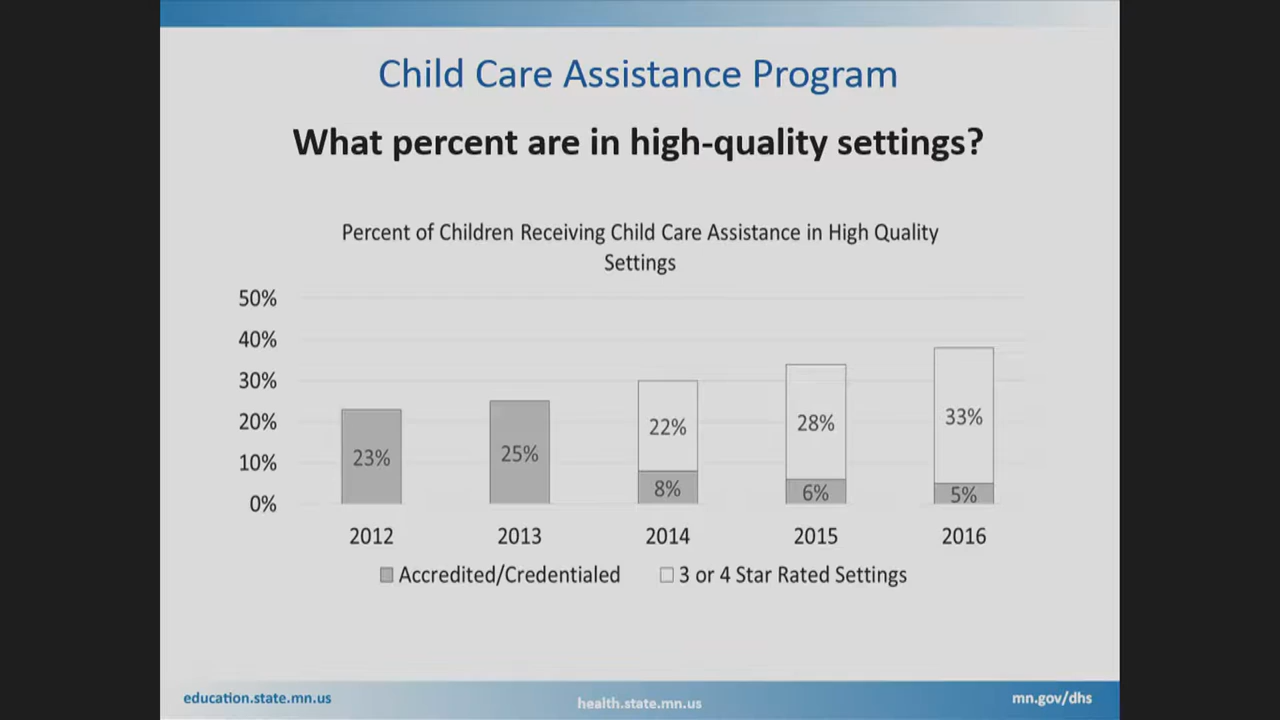 Child Care Assistance Program
What percent are in high-quality settings?
Percent of Children Receiving Child Care Assistance in High Quality
Settings
50%
40%
30%
20%
10%
0%
23%
25%
22%
8%
28%
6%
33%
5%
2012
2013
2014
2015
2016
Accredited/Credentialed
3 or 4 Star Rated Settings
education.state.mn.us
health.state.mn.us
mn.gov/dhs